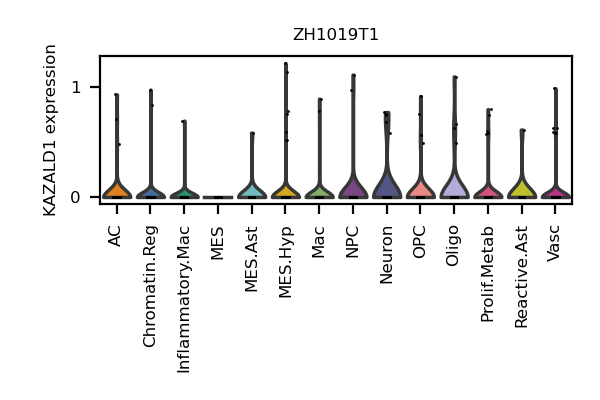 ZH1019T1
KAZALD1 expression
1
0
AC
Chromatin.Reg
Inflammatory.Mac
MES
MES.Ast
MES.Hyp
Mac
NPC
Neuron
OPC
Oligo
Prolif.Metab
Reactive.Ast
Vasc